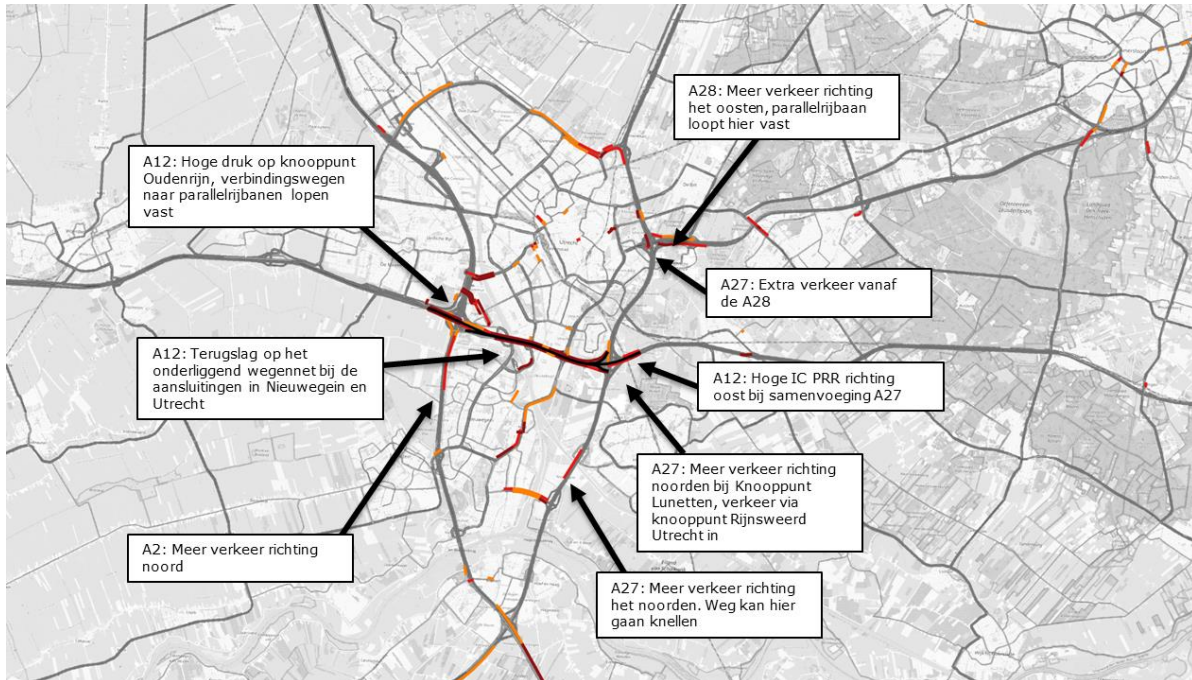 A28: Meer verkeer richting
het oosten, parallelrijbaan
loopt hier vast
A12: Hoge druk op knooppunt
Oudenrijn, verbindingswegen
naar parallelrijbanen lopen
vast
A27: Extra verkeer vanaf
de A28
A12: Terugslag op het
onderliggend wegennet bij de
aansluitingen in Nieuwegein en
Utrecht
A12: Hoge IC PRR richting
oost bij samenvoeging A27
A27: Meer verkeer richting
noorden bij Knooppunt
Lunetten, verkeer via
knooppunt Rijnsweerd
Utrecht in
A2: Meer verkeer richting
noord
A27: Meer verkeer richting
het noorden. Weg kan hier
gaan knellen
Utrecht